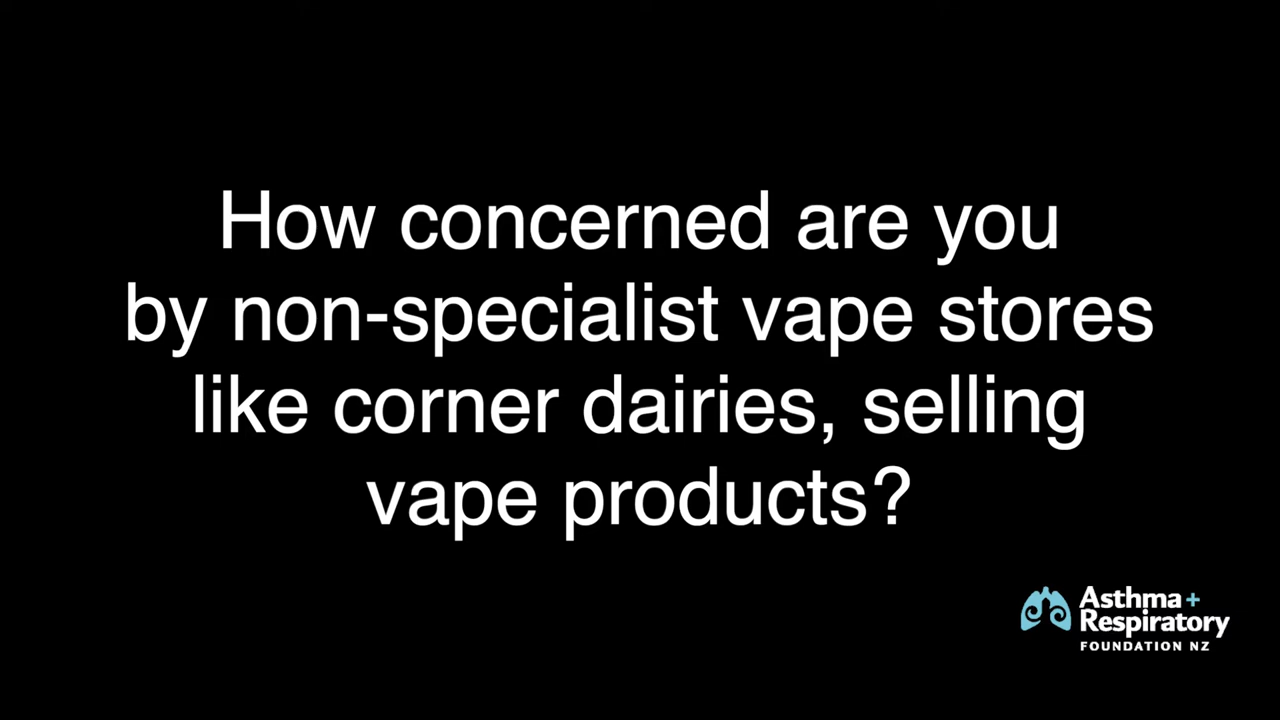 How concerned are you
by non-specialist vape stores
like corner dairies, selling
vape products?
Asthma+
Respiratory
FOUNDATION NZ